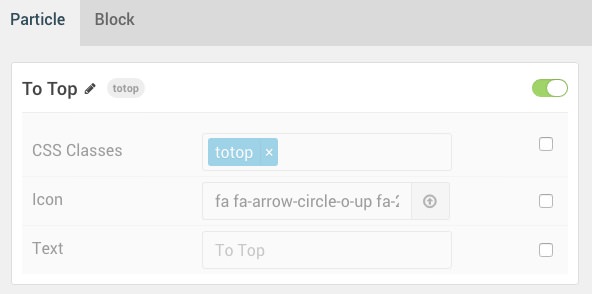 Particle Block
To Top totop
CSS Classes totop ×
Icon fa fa-arrow-circle-o-up fa-2
Text To Top